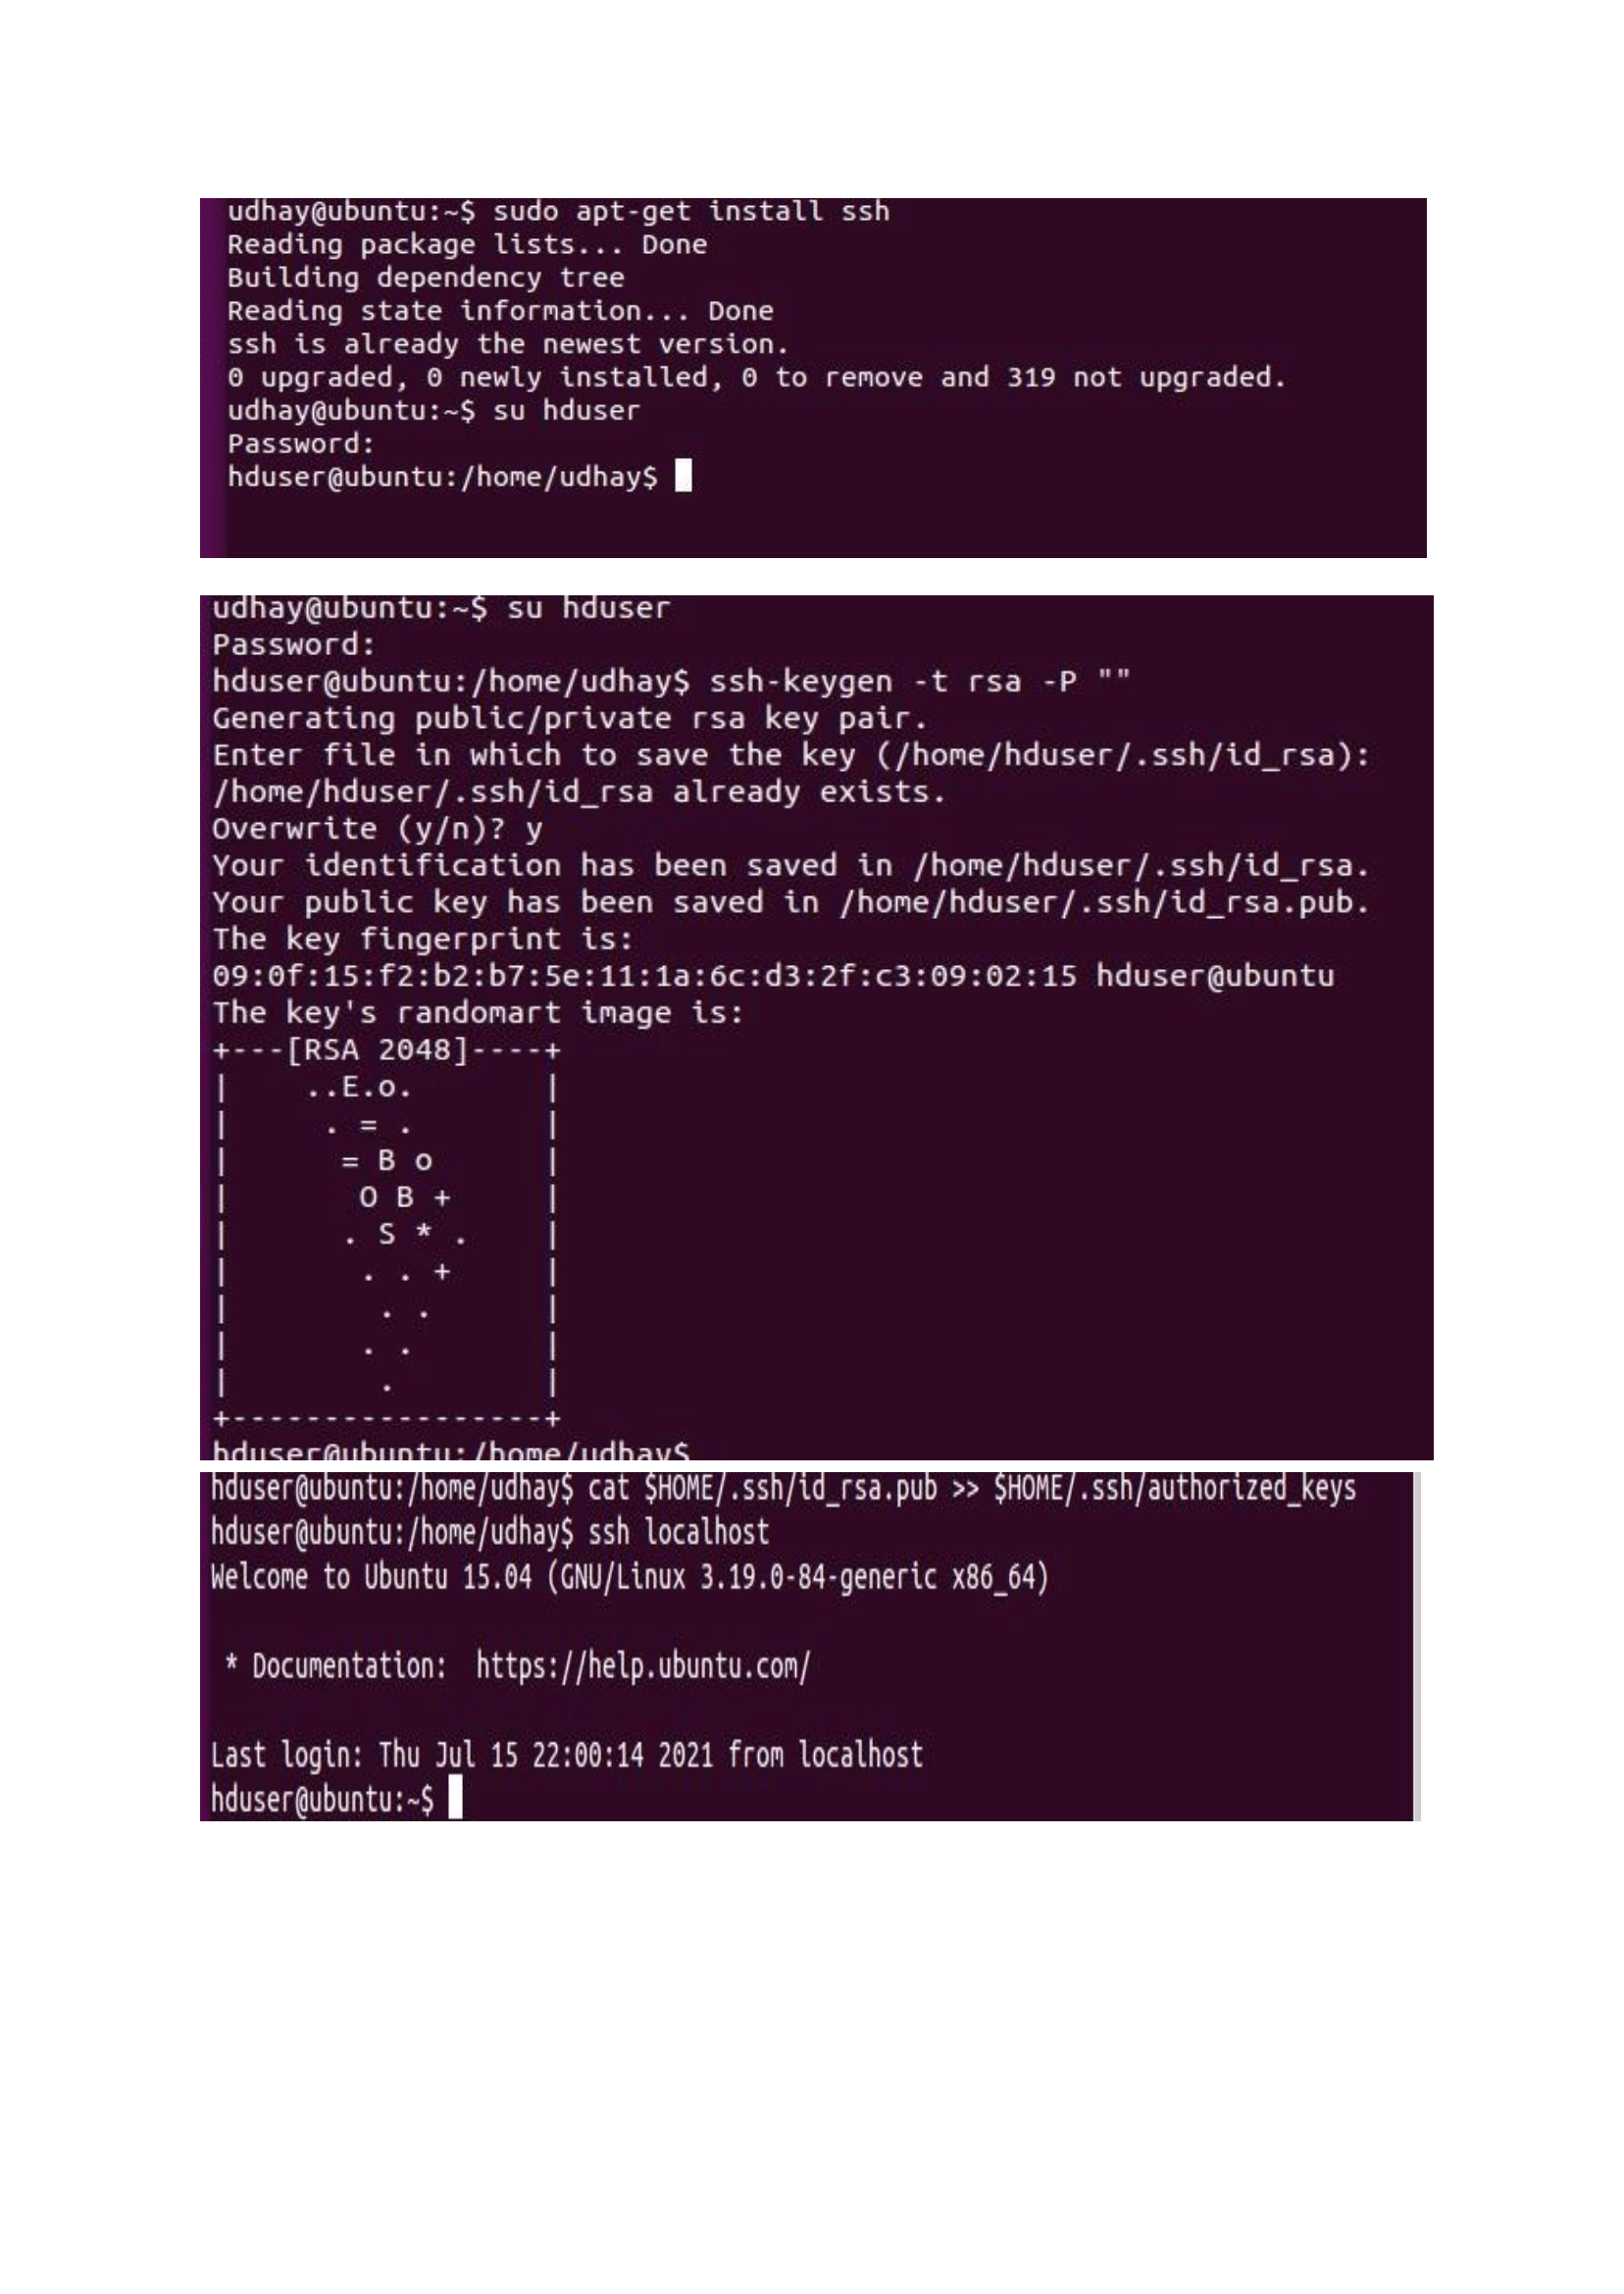 udhay@ubuntu:~$ sudo apt-get install ssh
Reading package lists... Done
Building dependency tree
Reading state information... Done
ssh is already the newest version.
0 upgraded, 0 newly installed, 0 to remove and 319 not upgraded.
udhay@ubuntu:~$ su hduser
Password:
hduser@ubuntu:/home/udhay$
udhay@ubuntu:~$ su hduser
Password:
hduser@ubuntu:/home/udhay$ ssh-keygen -t rsa -P ""
Generating public/private rsa key pair.
Enter file in which to save the key (/home/hduser/.ssh/id_rsa):
/home/hduser/.ssh/id_rsa already exists.
Overwrite (y/n)? y
Your identification has been saved in /home/hduser/.ssh/id_rsa.
Your public key has been saved in /home/hduser/.ssh/id_rsa.pub.
The key fingerprint is:
09:0f:15:f2:b2:b7:5e:11:1a:6c:d3:2f:c3:09:02:15 hduser@ubuntu
The key's randomart image is:
+---[RSA 2048]----+
|    ..E.o.       |
|     . = .       |
|      = B o      |
|       O B +     |
|      . S * .    |
|       . . +     |
|        . .      |
|       . .       |
|        .        |
+-----------------+
hduser@ubuntu:/home/udhay$
hduser@ubuntu:/home/udhay$ cat $HOME/.ssh/id_rsa.pub >> $HOME/.ssh/authorized_keys
hduser@ubuntu:/home/udhay$ ssh localhost
Welcome to Ubuntu 15.04 (GNU/Linux 3.19.0-84-generic x86_64)
* Documentation:  https://help.ubuntu.com/
Last login: Thu Jul 15 22:00:14 2021 from localhost
hduser@ubuntu:~$